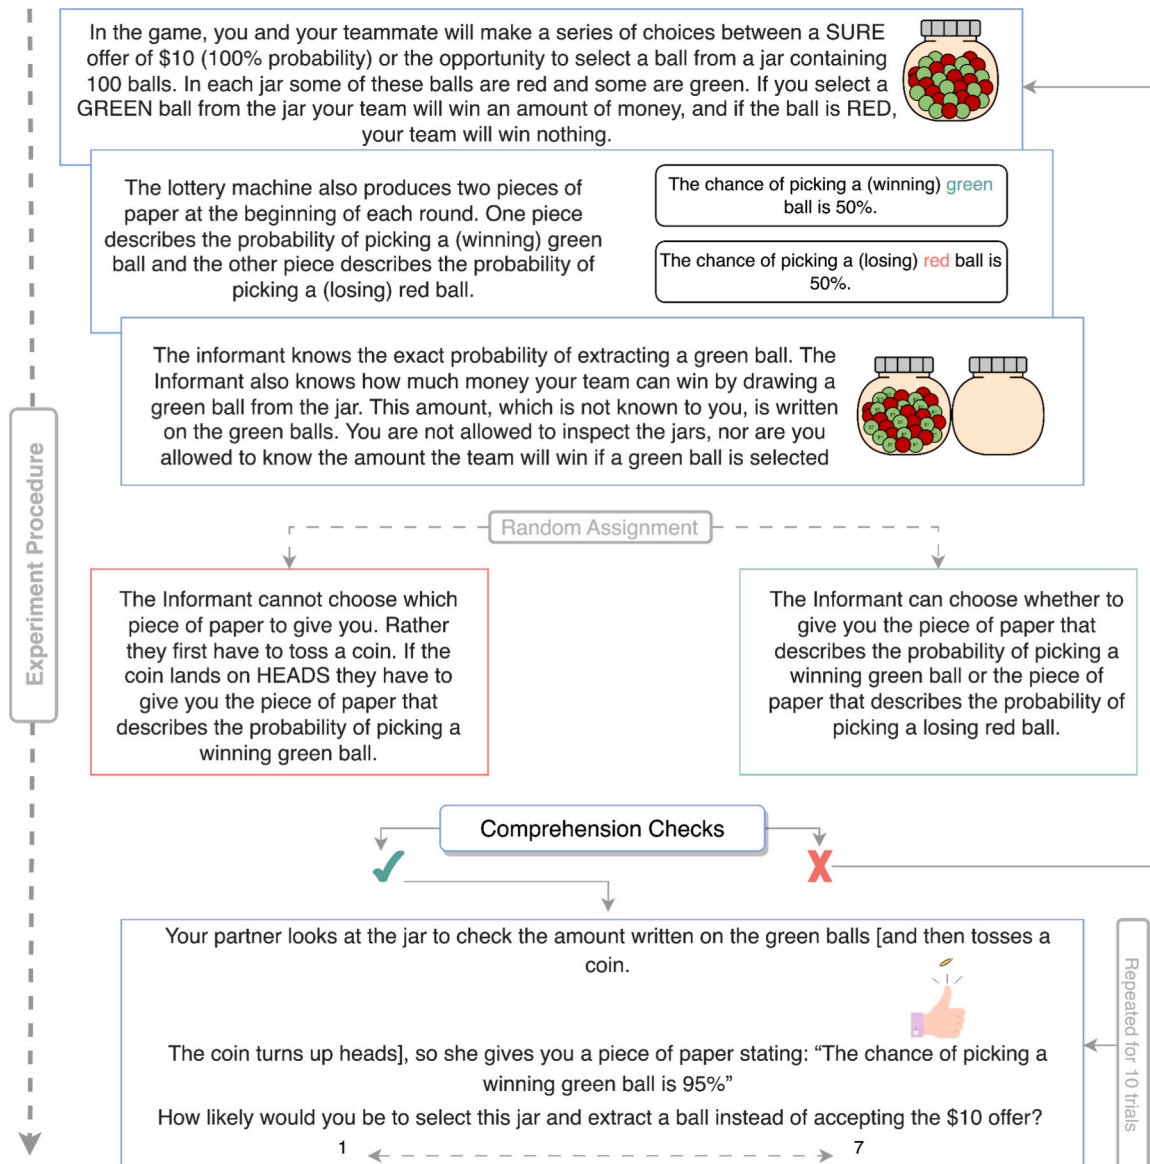 In the game, you and your teammate will make a series of choices between a SURE
offer of $10 (100% probability) or the opportunity to select a ball from a jar containing
100 balls. In each jar some of these balls are red and some are green. If you select a
GREEN ball from the jar your team will win an amount of money, and if the ball is RED,
your team will win nothing.
The lottery machine also produces two pieces of
paper at the beginning of each round. One piece
describes the probability of picking a (winning) green
ball and the other piece describes the probability of
picking a (losing) red ball.
The chance of picking a (winning) green
ball is 50%.
The chance of picking a (losing) red ball is
50%.
The informant knows the exact probability of extracting a green ball. The
Informant also knows how much money your team can win by drawing a
green ball from the jar. This amount, which is not known to you, is written
on the green balls. You are not allowed to inspect the jars, nor are you
allowed to know the amount the team will win if a green ball is selected
Experiment Procedure
Random Assignment
The Informant cannot choose which
piece of paper to give you. Rather
they first have to toss a coin. If the
coin lands on HEADS they have to
give you the piece of paper that
describes the probability of picking a
winning green ball.
The Informant can choose whether to
give you the piece of paper that
describes the probability of picking a
winning green ball or the piece of
paper that describes the probability of
picking a losing red ball.
Comprehension Checks
Your partner looks at the jar to check the amount written on the green balls [and then tosses a
coin.
The coin turns up heads], so she gives you a piece of paper stating: “The chance of picking a
winning green ball is 95%”
How likely would you be to select this jar and extract a ball instead of accepting the $10 offer?
1
7
Repeated for 10 trials